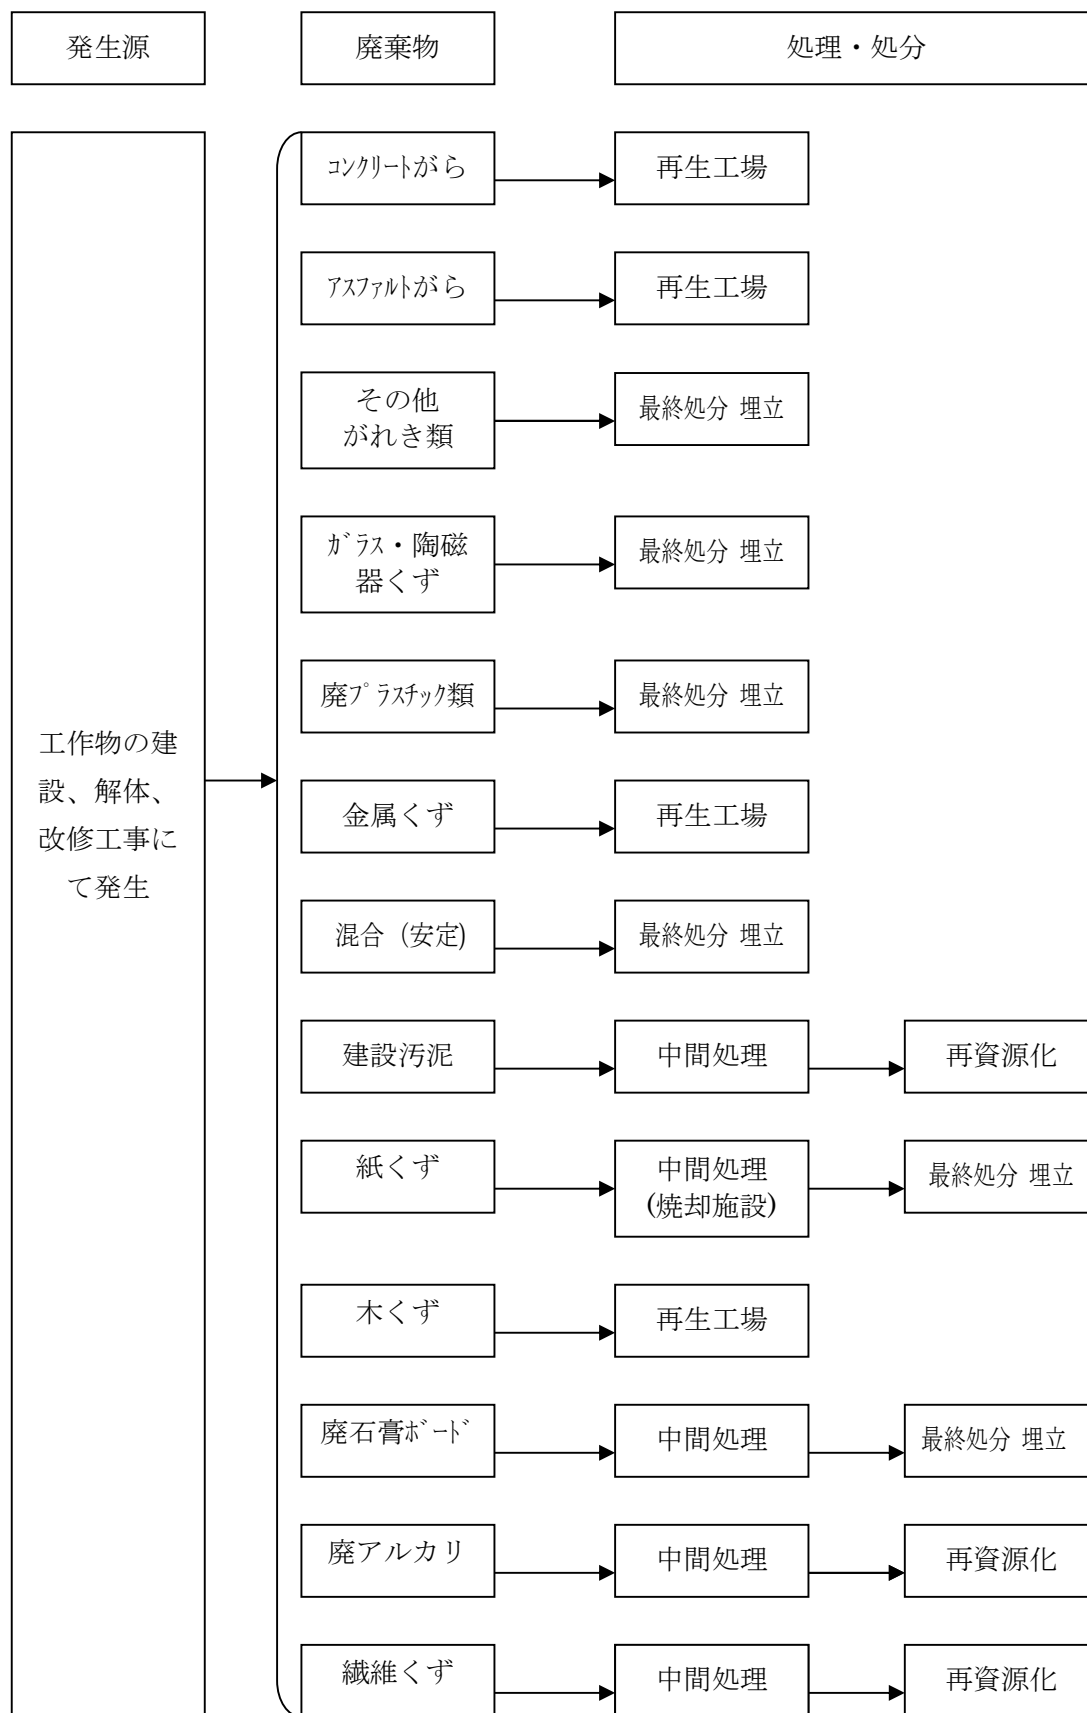 発生源
廃棄物
処理・処分
工作物の建
設、解体、
改修工事に
て発生
ｺﾝｸﾘｰﾄがら
再生工場
ｱｽﾌｧﾙﾄがら
再生工場
その他
がれき類
最終処分 埋立
ｶﾞﾗｽ・陶磁
器くず
最終処分 埋立
廃ﾌﾟﾗｽﾁｯｸ類
最終処分 埋立
金属くず
再生工場
混合（安定)
最終処分 埋立
建設汚泥
中間処理
再資源化
紙くず
中間処理
(焼却施設)
最終処分 埋立
木くず
再生工場
廃石膏ﾎﾞｰﾄﾞ
中間処理
最終処分 埋立
廃アルカリ
中間処理
再資源化
繊維くず
中間処理
再資源化